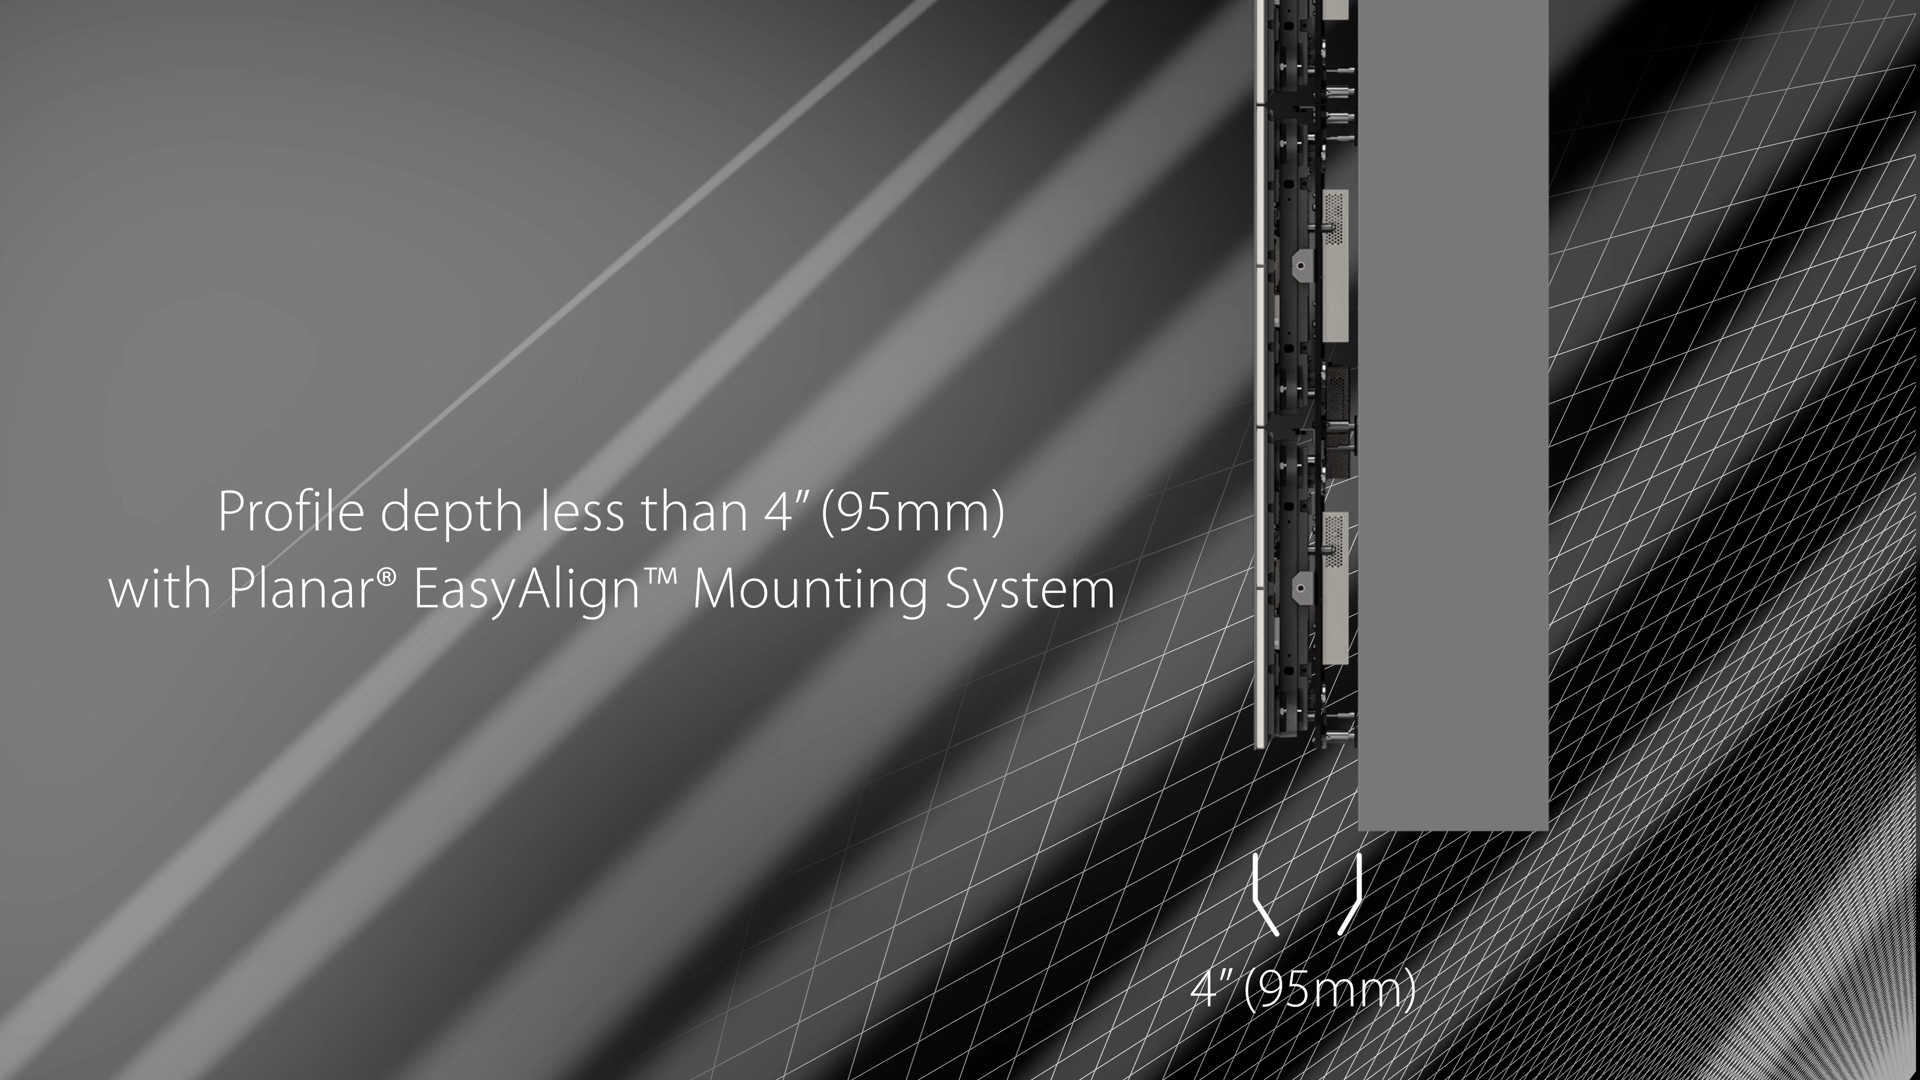 Profile depth less than 4” (95mm)
with Planar® EasyAlign™ Mounting System
4” (95mm)